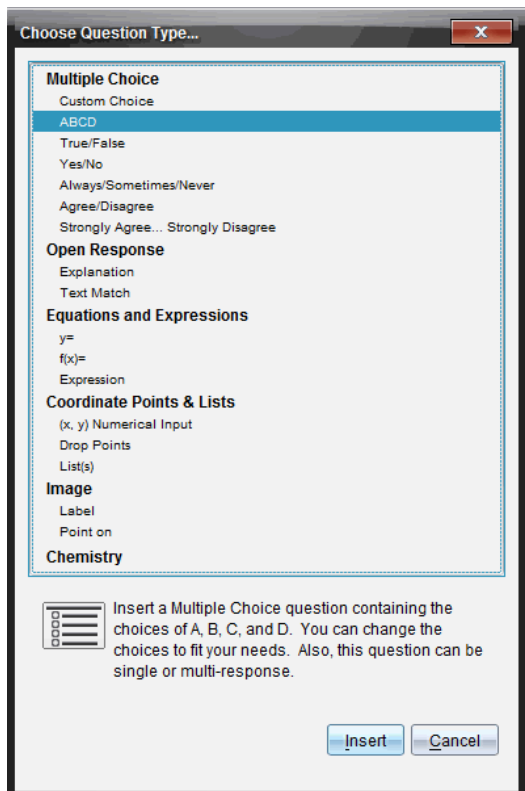 Choose Question Type...
X
Multiple Choice
Custom Choice
ABCD
True/False
Yes/No
Always/Sometimes/Never
Agree/Disagree
Strongly Agree... Strongly Disagree
Open Response
Explanation
Text Match
Equations and Expressions
y=
f(x)=
Expression
Coordinate Points & Lists
(x, y) Numerical Input
Drop Points
List(s)
Image
Label
Point on
Chemistry
Insert a Multiple Choice question containing the
choices of A, B, C, and D. You can change the
choices to fit your needs. Also, this question can be
single or multi-response.
Insert Cancel